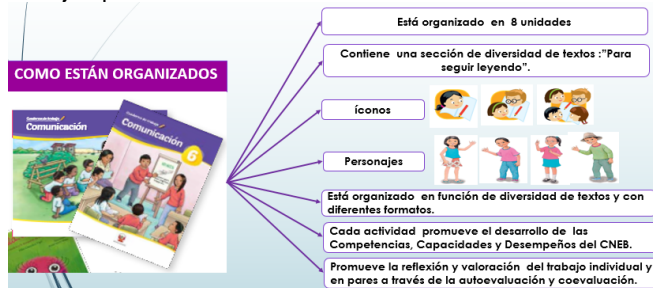 Está organizado en 8 unidades
Contiene una sección de diversidad de textos :"Para
seguir leyendo".
COMO ESTÁN ORGANIZADOS
íconos
Comunicación
Comunicación
6
Personajes
Está organizado en función de diversidad de textos y con
diferentes formatos.
Cada actividad promueve el desarrollo de las
Competencias, Capacidades y Desempeños del CNEB.
Promueve la reflexión y valoración del trabajo individual y
en pares a través de la autoevaluación y coevaluación.